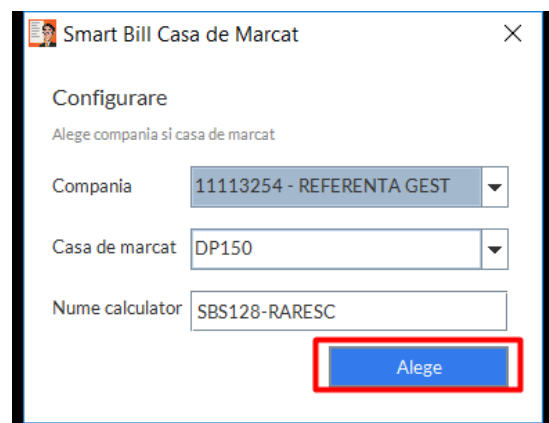 Smart Bill Casa de Marcat
Configurare
Alege compania si casa de marcat
Compania 11113254 - REFERENTA GEST
Casa de marcat DP150
Nume calculator SBS128-RARESC
Alege